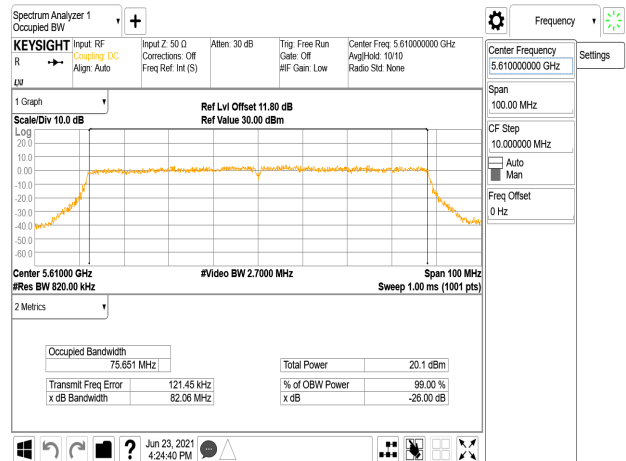 Spectrum Analyzer 1
Occupied BW
Frequency
KEYSIGHT
R
Input: RF
Coupling: DC
Align: Auto
Input Z: 50 Ω
Corrections: Off
Freq Ref: Int (S)
Atten: 30 dB
Trig: Free Run
Gate: Off
#IF Gain: Low
Center Freq: 5.610000000 GHz
Avg|Hold: 10/10
Radio Std: None
Center Frequency
5.610000000 GHz
Settings
Span
100.00 MHz
CF Step
10.000000 MHz
Auto
Man
Freq Offset
0 Hz
1 Graph
Scale/Div 10.0 dB
Ref Lvl Offset 11.80 dB
Ref Value 30.00 dBm
Log
20.0
10.0
0.00
-10.0
-20.0
-30.0
-40.0
-50.0
-60.0
Center 5.61000 GHz
#Video BW 2.7000 MHz
Span 100 MHz
#Res BW 820.00 kHz
Sweep 1.00 ms (1001 pts)
2 Metrics
Occupied Bandwidth
75.651 MHz
Total Power
20.1 dBm
Transmit Freq Error
121.45 kHz
% of OBW Power
99.00 %
x dB Bandwidth
82.06 MHz
x dB
-26.00 dB
?
Jun 23, 2021
4:24:40 PM